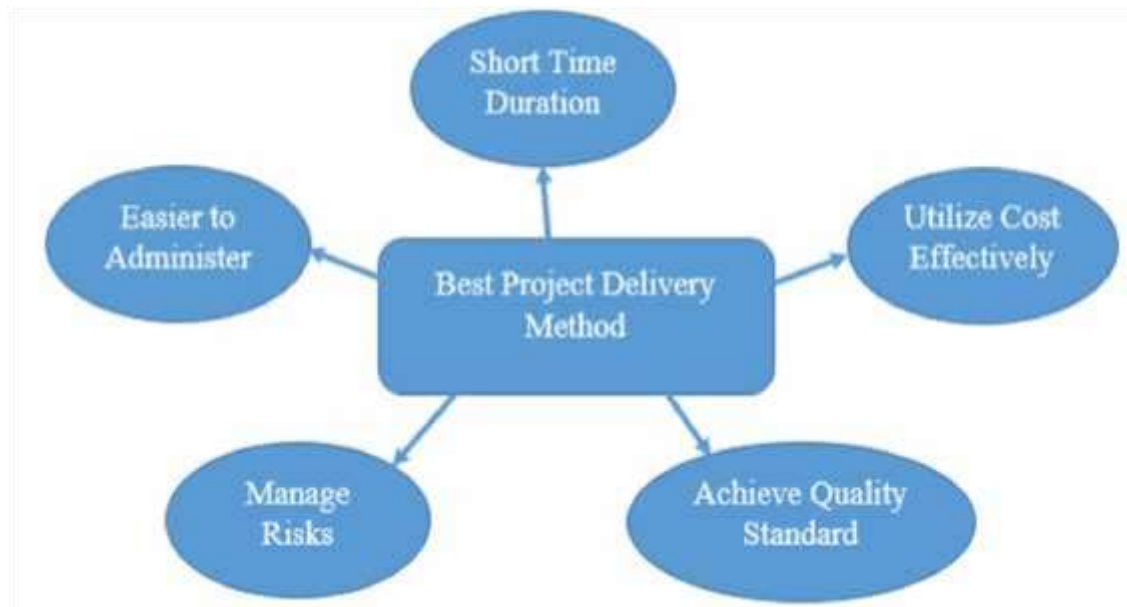 Short Time
Duration
Easier to
Administer
Utilize Cost
Effectively
Best Project Delivery
Method
Manage
Risks
Achieve Quality
Standard